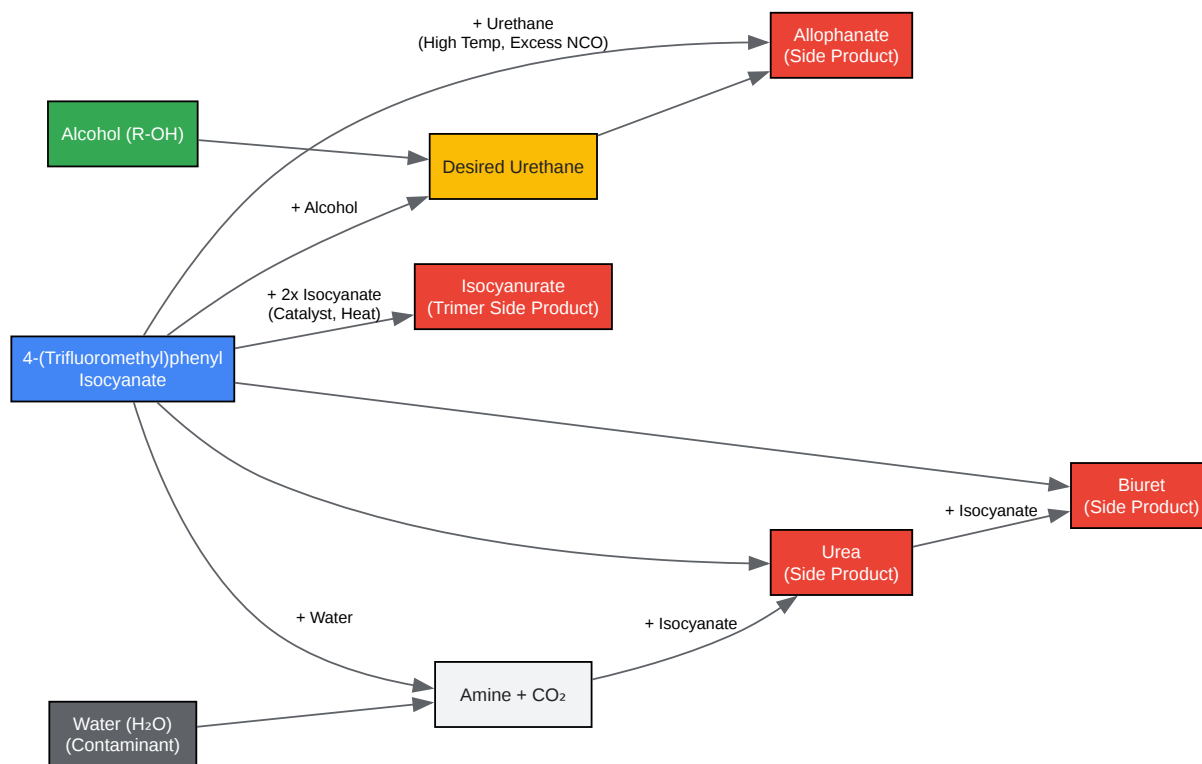 + Urethane
(High Temp, Excess NCO)
Allophanate
(Side Product)
Alcohol (R-OH)
Desired Urethane
+ Alcohol
+ 2x Isocyanate
(Catalyst, Heat)
Isocyanurate
(Trimer Side Product)
4-(Trifluoromethyl)phenyl
Isocyanate
Biuret
(Side Product)
+ Isocyanate
Urea
(Side Product)
+ Water
+ Isocyanate
Amine + CO₂
Water (H₂O)
(Contaminant)